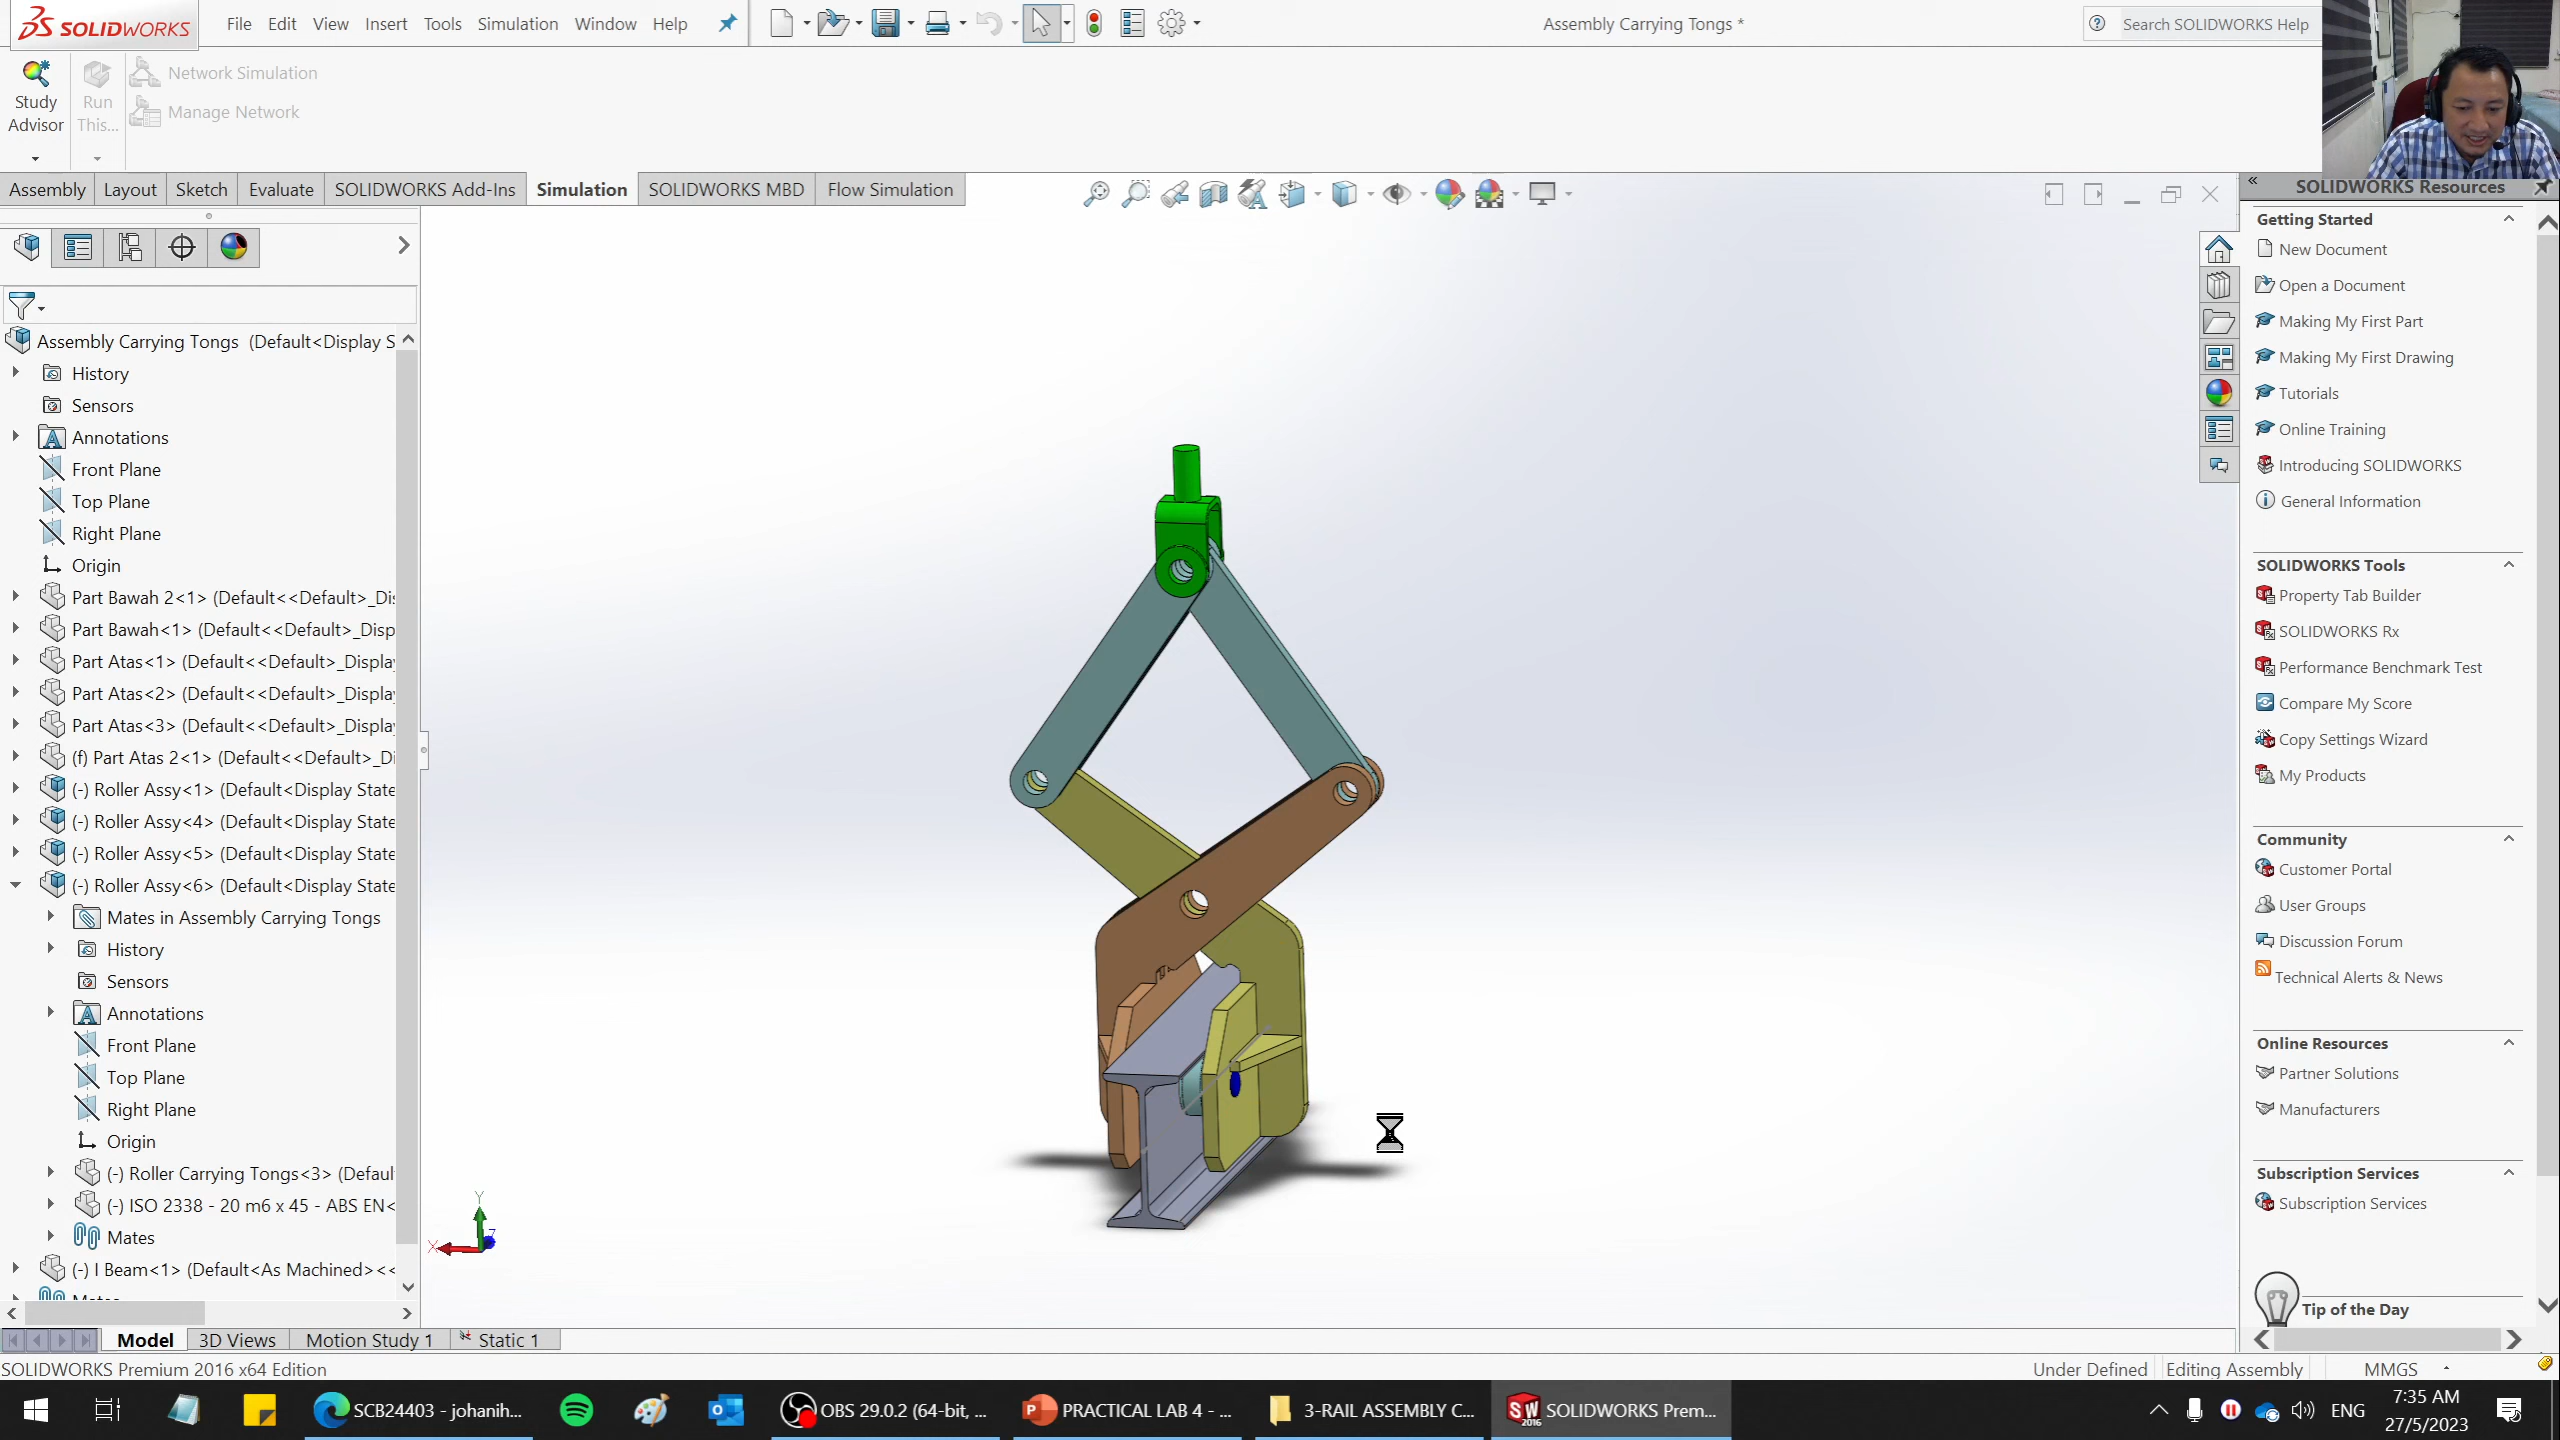 SOLIDWORKS
File Edit View Insert Tools Simulation Window Help
Assembly Carrying Tongs *
Search SOLIDWORKS Help
Study Advisor
Run This...
Network Simulation
Manage Network
Assembly Layout Sketch Evaluate SOLIDWORKS Add-Ins Simulation SOLIDWORKS MBD Flow Simulation
Assembly Carrying Tongs (Default<Display S
History
Sensors
Annotations
Front Plane
Top Plane
Right Plane
Origin
Part Bawah 2<1> (Default<<Default>_Di
Part Bawah<1> (Default<<Default>_Disp
Part Atas<1> (Default<<Default>_Display
Part Atas<2> (Default<<Default>_Display
Part Atas<3> (Default<<Default>_Display
(f) Part Atas 2<1> (Default<<Default>_Di
(-) Roller Assy<1> (Default<Display State
(-) Roller Assy<4> (Default<Display State
(-) Roller Assy<5> (Default<Display State
(-) Roller Assy<6> (Default<Display State
Mates in Assembly Carrying Tongs
History
Sensors
Annotations
Front Plane
Top Plane
Right Plane
Origin
(-) Roller Carrying Tongs<3> (Defaul
(-) ISO 2338 - 20 m6 x 45 - ABS EN<
Mates
(-) I Beam<1> (Default<As Machined><<
Y
X
Z
SOLIDWORKS Resources
Getting Started
New Document
Open a Document
Making My First Part
Making My First Drawing
Tutorials
Online Training
Introducing SOLIDWORKS
General Information
SOLIDWORKS Tools
Property Tab Builder
SOLIDWORKS Rx
Performance Benchmark Test
Compare My Score
Copy Settings Wizard
My Products
Community
Customer Portal
User Groups
Discussion Forum
Technical Alerts & News
Online Resources
Partner Solutions
Manufacturers
Subscription Services
Subscription Services
Tip of the Day
Model 3D Views Motion Study 1 Static 1
SOLIDWORKS Premium 2016 x64 Edition
Under Defined Editing Assembly MMGS
SCB24403 - johanih...
OBS 29.0.2 (64-bit, ...
PRACTICAL LAB 4 - ...
3-RAIL ASSEMBLY C...
SOLIDWORKS Prem...
ENG
7:35 AM
27/5/2023